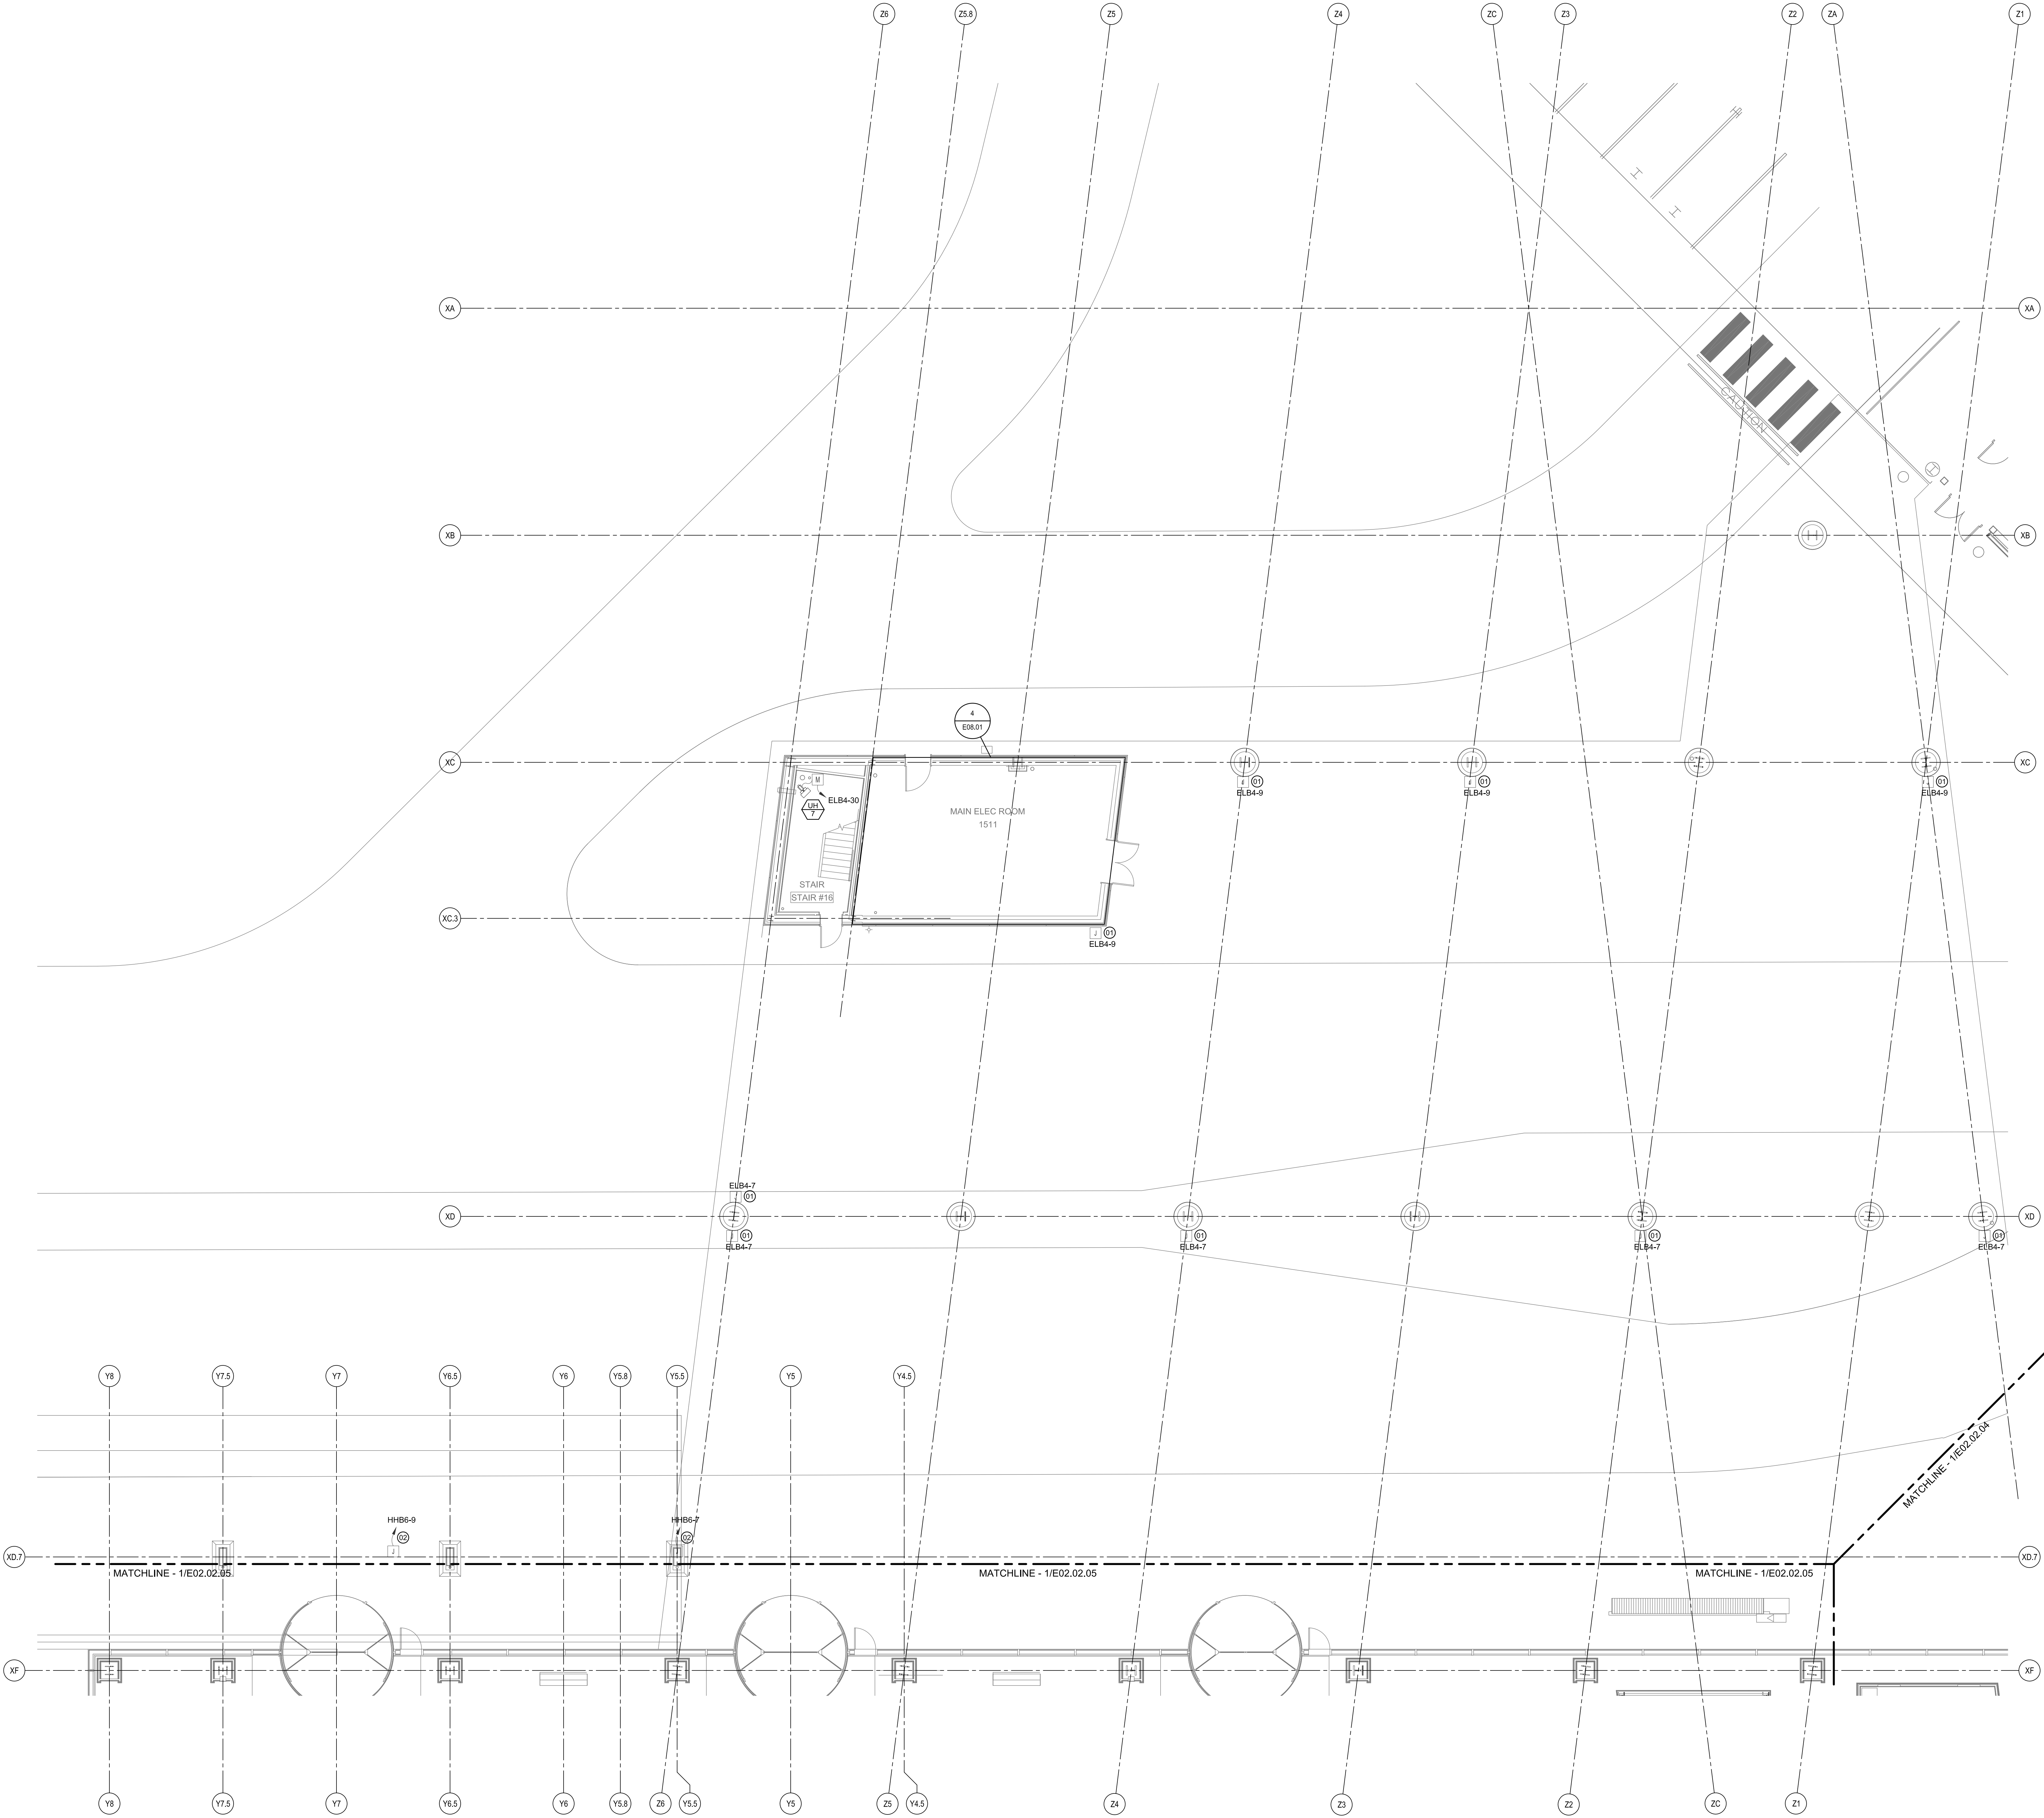 Z6
Z5.8
Z5
Z4
ZC
Z3
Z2
ZA
Z1
XA
XA
CAUTION
XB
XB
4
E08.01
XC
XC
M
ELB4-30
UH
7
MAIN ELEC ROOM
1511
01
ELB4-9
01
ELB4-9
01
ELB4-9
STAIR
STAIR #16
XC.3
J
01
ELB4-9
ELB4-7
01
XD
XD
01
ELB4-7
J
01
ELB4-7
J
01
ELB4-7
01
ELB4-7
Y8
Y7.5
Y7
Y6.5
Y6
Y5.8
Y5.5
Y5
Y4.5
MATCHLINE - 1/E02.02.04
HHB6-9
02
J
HHB6-7
02
XD.7
XD.7
MATCHLINE - 1/E02.02.05
MATCHLINE - 1/E02.02.05
MATCHLINE - 1/E02.02.05
XF
XF
Y8
Y7.5
Y7
Y6.5
Y6
Y5.8
Z6
Y5.5
Y5
Z5
Y4.5
Z4
Z3
Z2
ZC
Z1